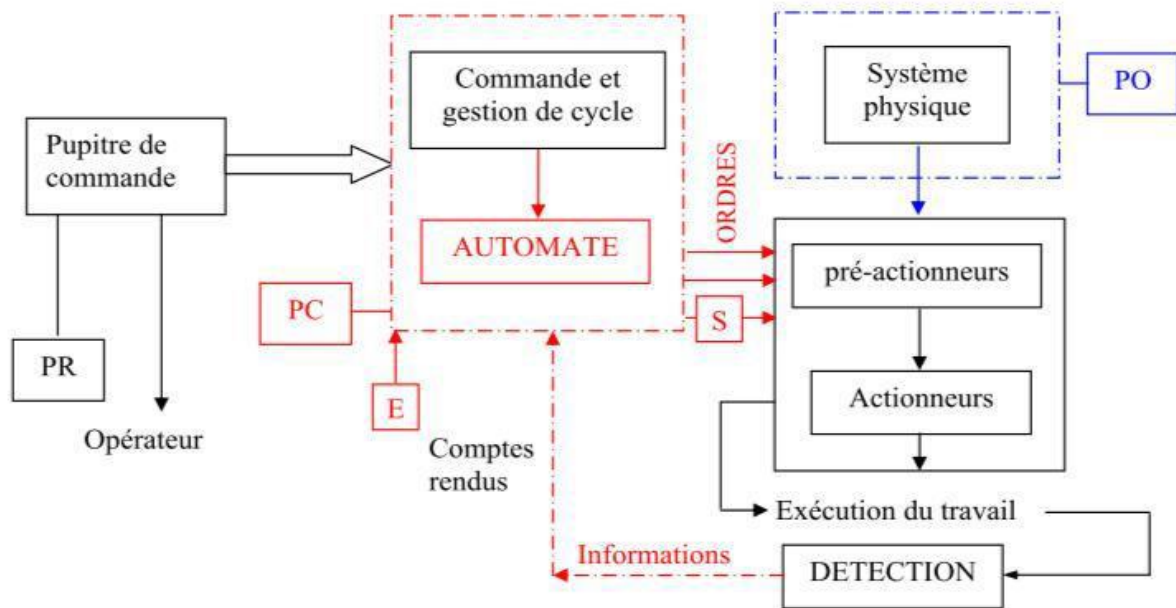 Commande et
gestion de cycle
Système
physique
PO
Pupitre de
commande
ORDRES
AUTOMATE
pré-actionneurs
PC
S
PR
E
Actionneurs
Opérateur
Comptes
rendus
Exécution du travail
Informations
DETECTION